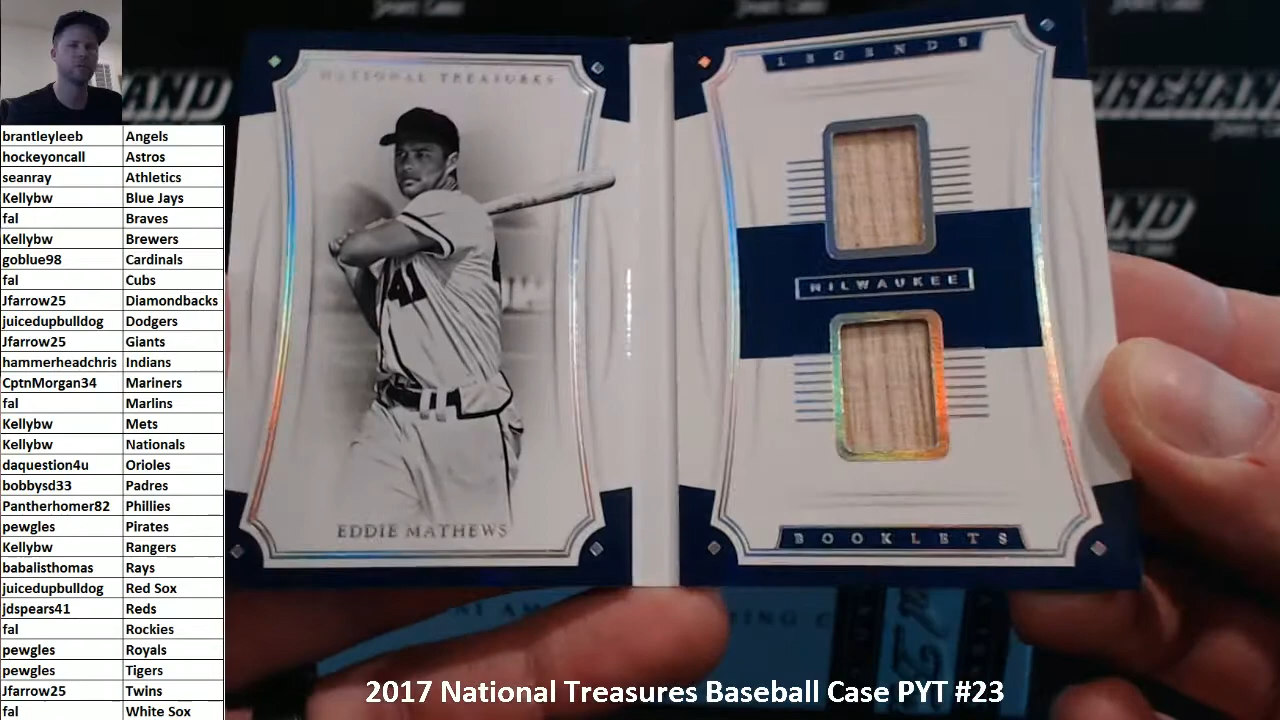 brantleyleeb Angels
hockeyoncall Astros
seanray Athletics
Kellybw Blue Jays
fal Braves
Kellybw Brewers
goblue98 Cardinals
fal Cubs
Jfarrow25 Diamondbacks
juicedupbulldog Dodgers
Jfarrow25 Giants
hammerheadchris Indians
CptnMorgan34 Mariners
fal Marlins
Kellybw Mets
Kellybw Nationals
daquestion4u Orioles
bobbysd33 Padres
Pantherhomer82 Phillies
pewgles Pirates
Kellybw Rangers
babalisthomas Rays
juicedupbulldog Red Sox
jdspears41 Reds
fal Rockies
pewgles Royals
pewgles Tigers
Jfarrow25 Twins
fal White Sox
NATIONAL TREASURES
41
EDDIE MATHEWS
LEGENDS
MILWAUKEE
BOOKLETS
2017 National Treasures Baseball Case PYT #23